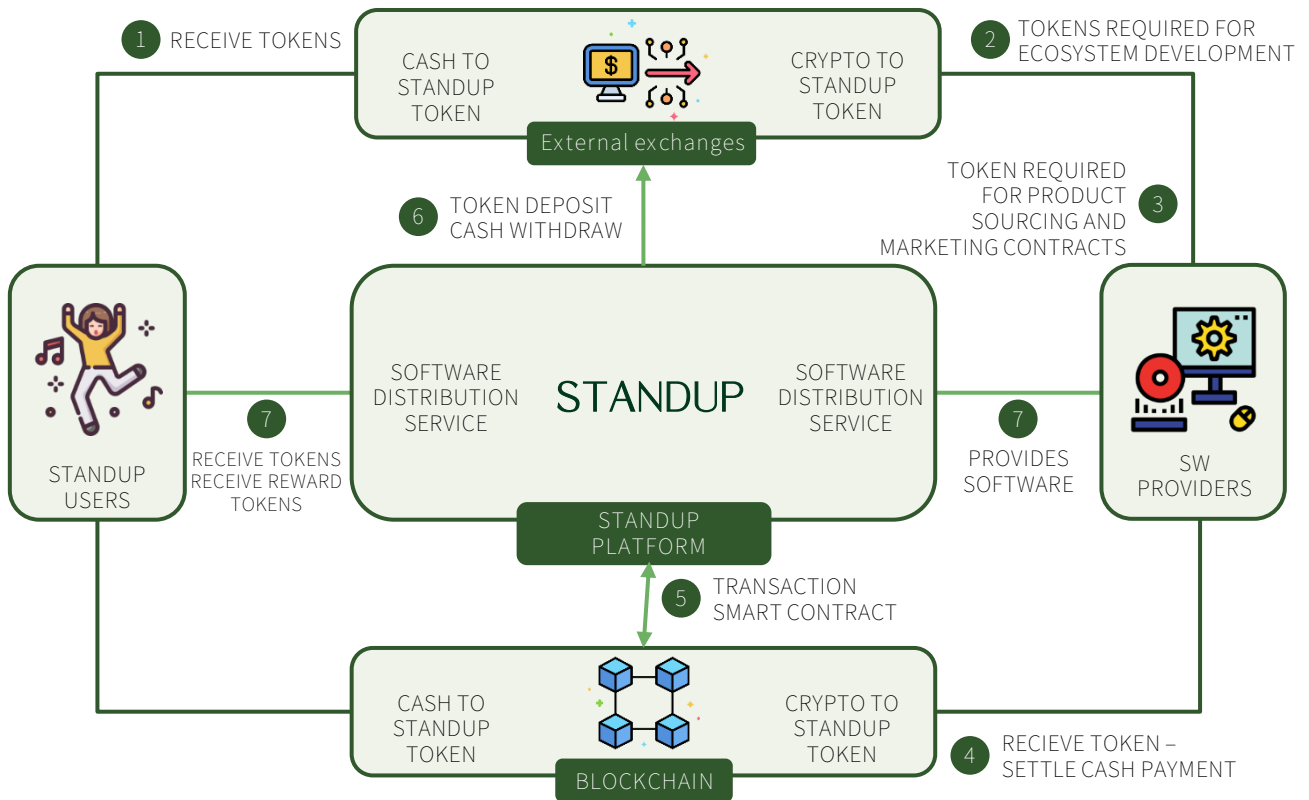 1
RECEIVE TOKENS
CASH TO
STANDUP
TOKEN
$
CRYPTO TO
STANDUP
TOKEN
External exchanges
2
TOKENS REQUIRED FOR
ECOSYSTEM DEVELOPMENT
TOKEN REQUIRED
FOR PRODUCT
SOURCING AND
MARKETING CONTRACTS
3
6
TOKEN DEPOSIT
CASH WITHDRAW
STANDUP
USERS
7
RECEIVE TOKENS
RECEIVE REWARD
TOKENS
SOFTWARE
DISTRIBUTION
SERVICE
STANDUP
SOFTWARE
DISTRIBUTION
SERVICE
STANDUP
PLATFORM
7
PROVIDES
SOFTWARE
SW
PROVIDERS
5
TRANSACTION
SMART CONTRACT
CASH TO
STANDUP
TOKEN
CRYPTO TO
STANDUP
TOKEN
BLOCKCHAIN
4
RECIEVE TOKEN –
SETTLE CASH PAYMENT